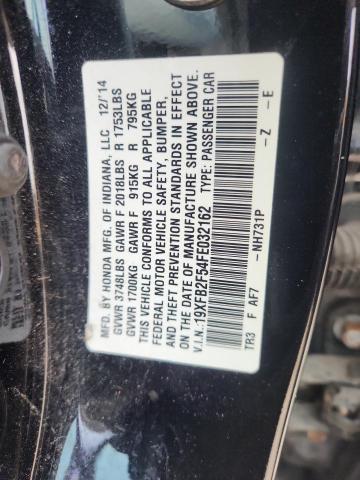 MFD. BY HONDA MFG. OF INDIANA, LLC 12/'14
GVWR 3748LBS GAWR F 2018LBS R 1753LBS
GVWR 1700KG GAWR F 915KG R 795KG
THIS VEHICLE CONFORMS TO ALL APPLICABLE
FEDERAL MOTOR VEHICLE SAFETY, BUMPER,
AND THEFT PREVENTION STANDARDS IN EFFECT
ON THE DATE OF MANUFACTURE SHOWN ABOVE.
V.I.N.:19XFB2F54FE032162 TYPE: PASSENGER CAR
-NH731P -Z -E
TR3 F AF7